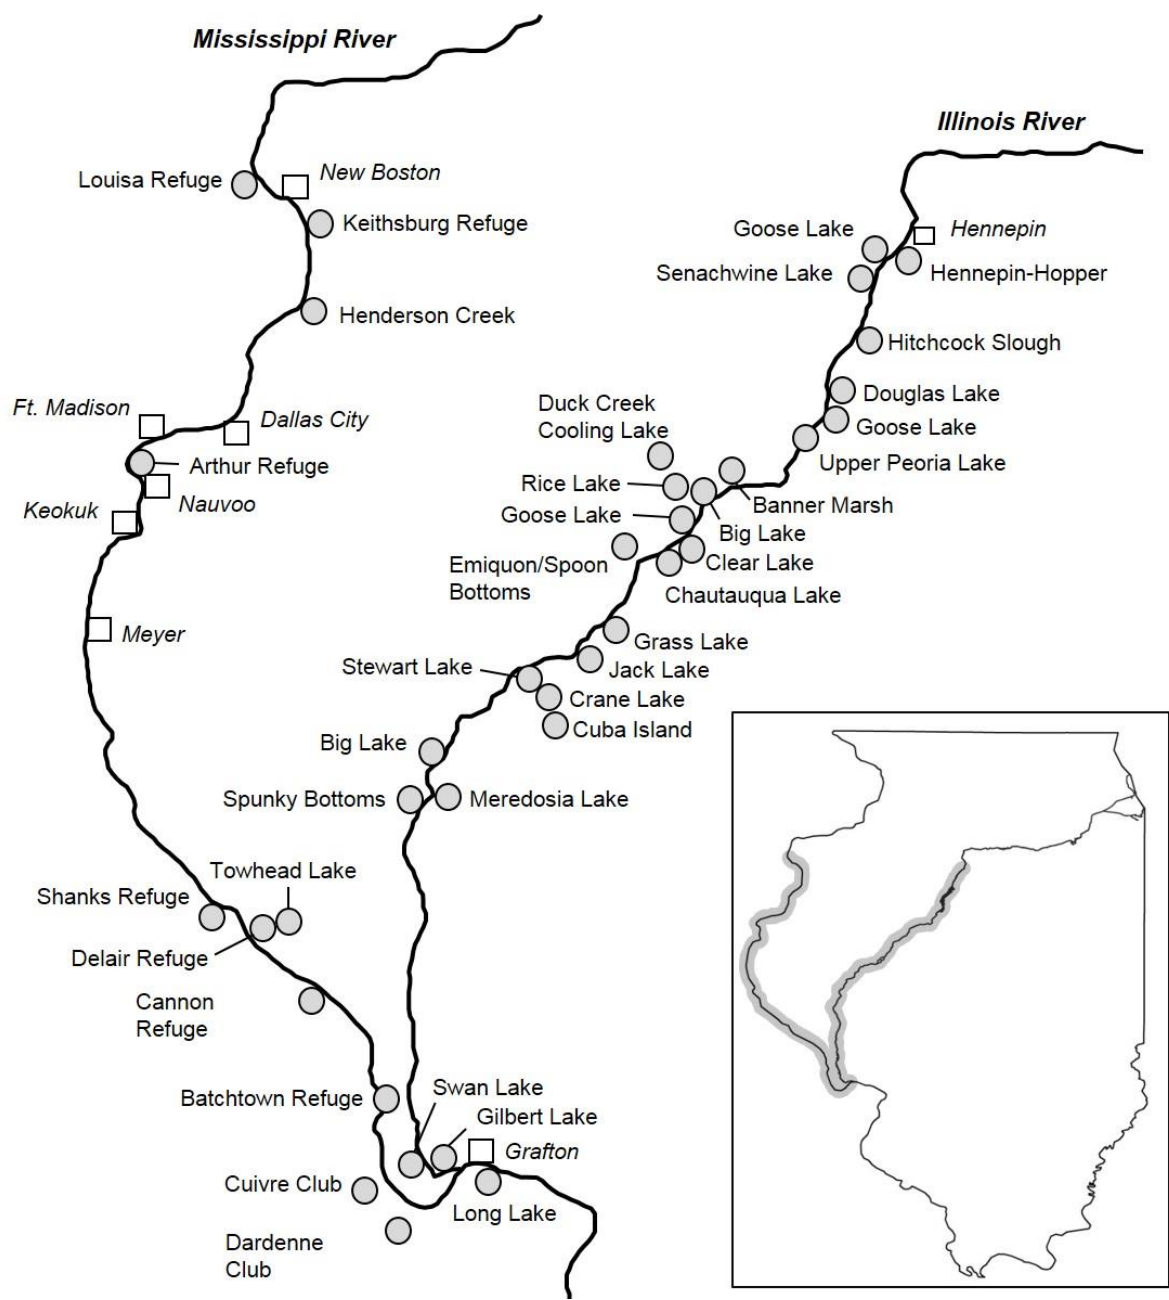 Mississippi River
Illinois River
Louisa Refuge
New Boston
Keithsburg Refuge
Goose Lake
Hennepin
Senachwine Lake
Hennepin-Hopper
Henderson Creek
Hitchcock Slough
Ft. Madison
Dallas City
Duck Creek
Cooling Lake
Douglas Lake
Goose Lake
Arthur Refuge
Upper Peoria Lake
Nauvoo
Rice Lake
Banner Marsh
Keokuk
Goose Lake
Big Lake
Emiquon/Spoon
Bottoms
Clear Lake
Chautauqua Lake
Meyer
Grass Lake
Stewart Lake
Jack Lake
Crane Lake
Cuba Island
Big Lake
Spunky Bottoms
Meredosia Lake
Towhead Lake
Shanks Refuge
Delair Refuge
Cannon
Refuge
Batchtown Refuge
Swan Lake
Gilbert Lake
Grafton
Cuivre Club
Long Lake
Dardenne
Club